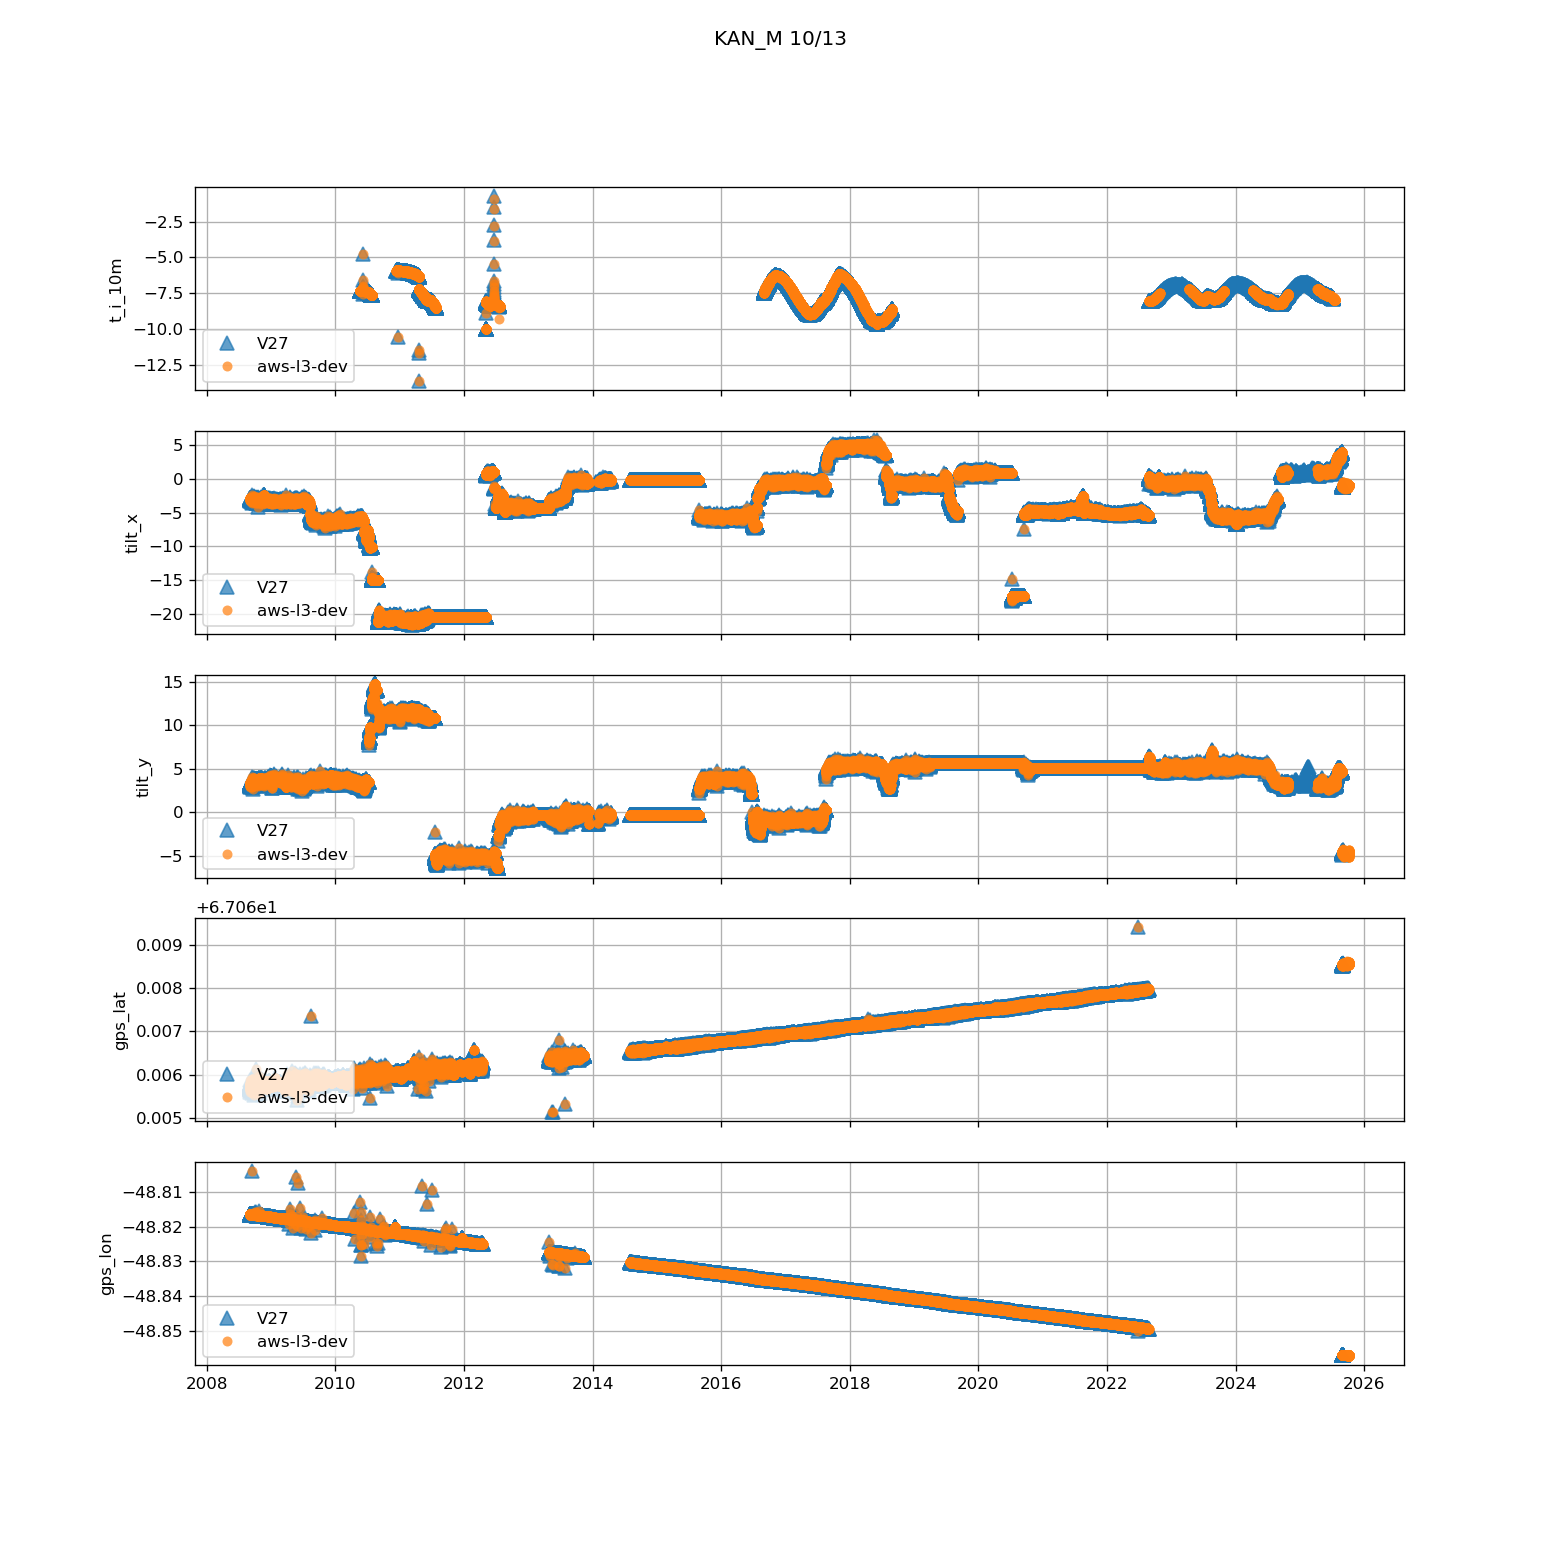 KAN_M 10/13
t_i_10m
−2.5
−5.0
−7.5
−10.0
−12.5
V27
aws-l3-dev
tilt_x
5
0
−5
−10
−15
−20
V27
aws-l3-dev
tilt_y
15
10
5
0
−5
V27
aws-l3-dev
+6.706e1
gps_lat
0.009
0.008
0.007
0.006
0.005
V27
aws-l3-dev
gps_lon
−48.81
−48.82
−48.83
−48.84
−48.85
V27
aws-l3-dev
2008 2010 2012 2014 2016 2018 2020 2022 2024 2026